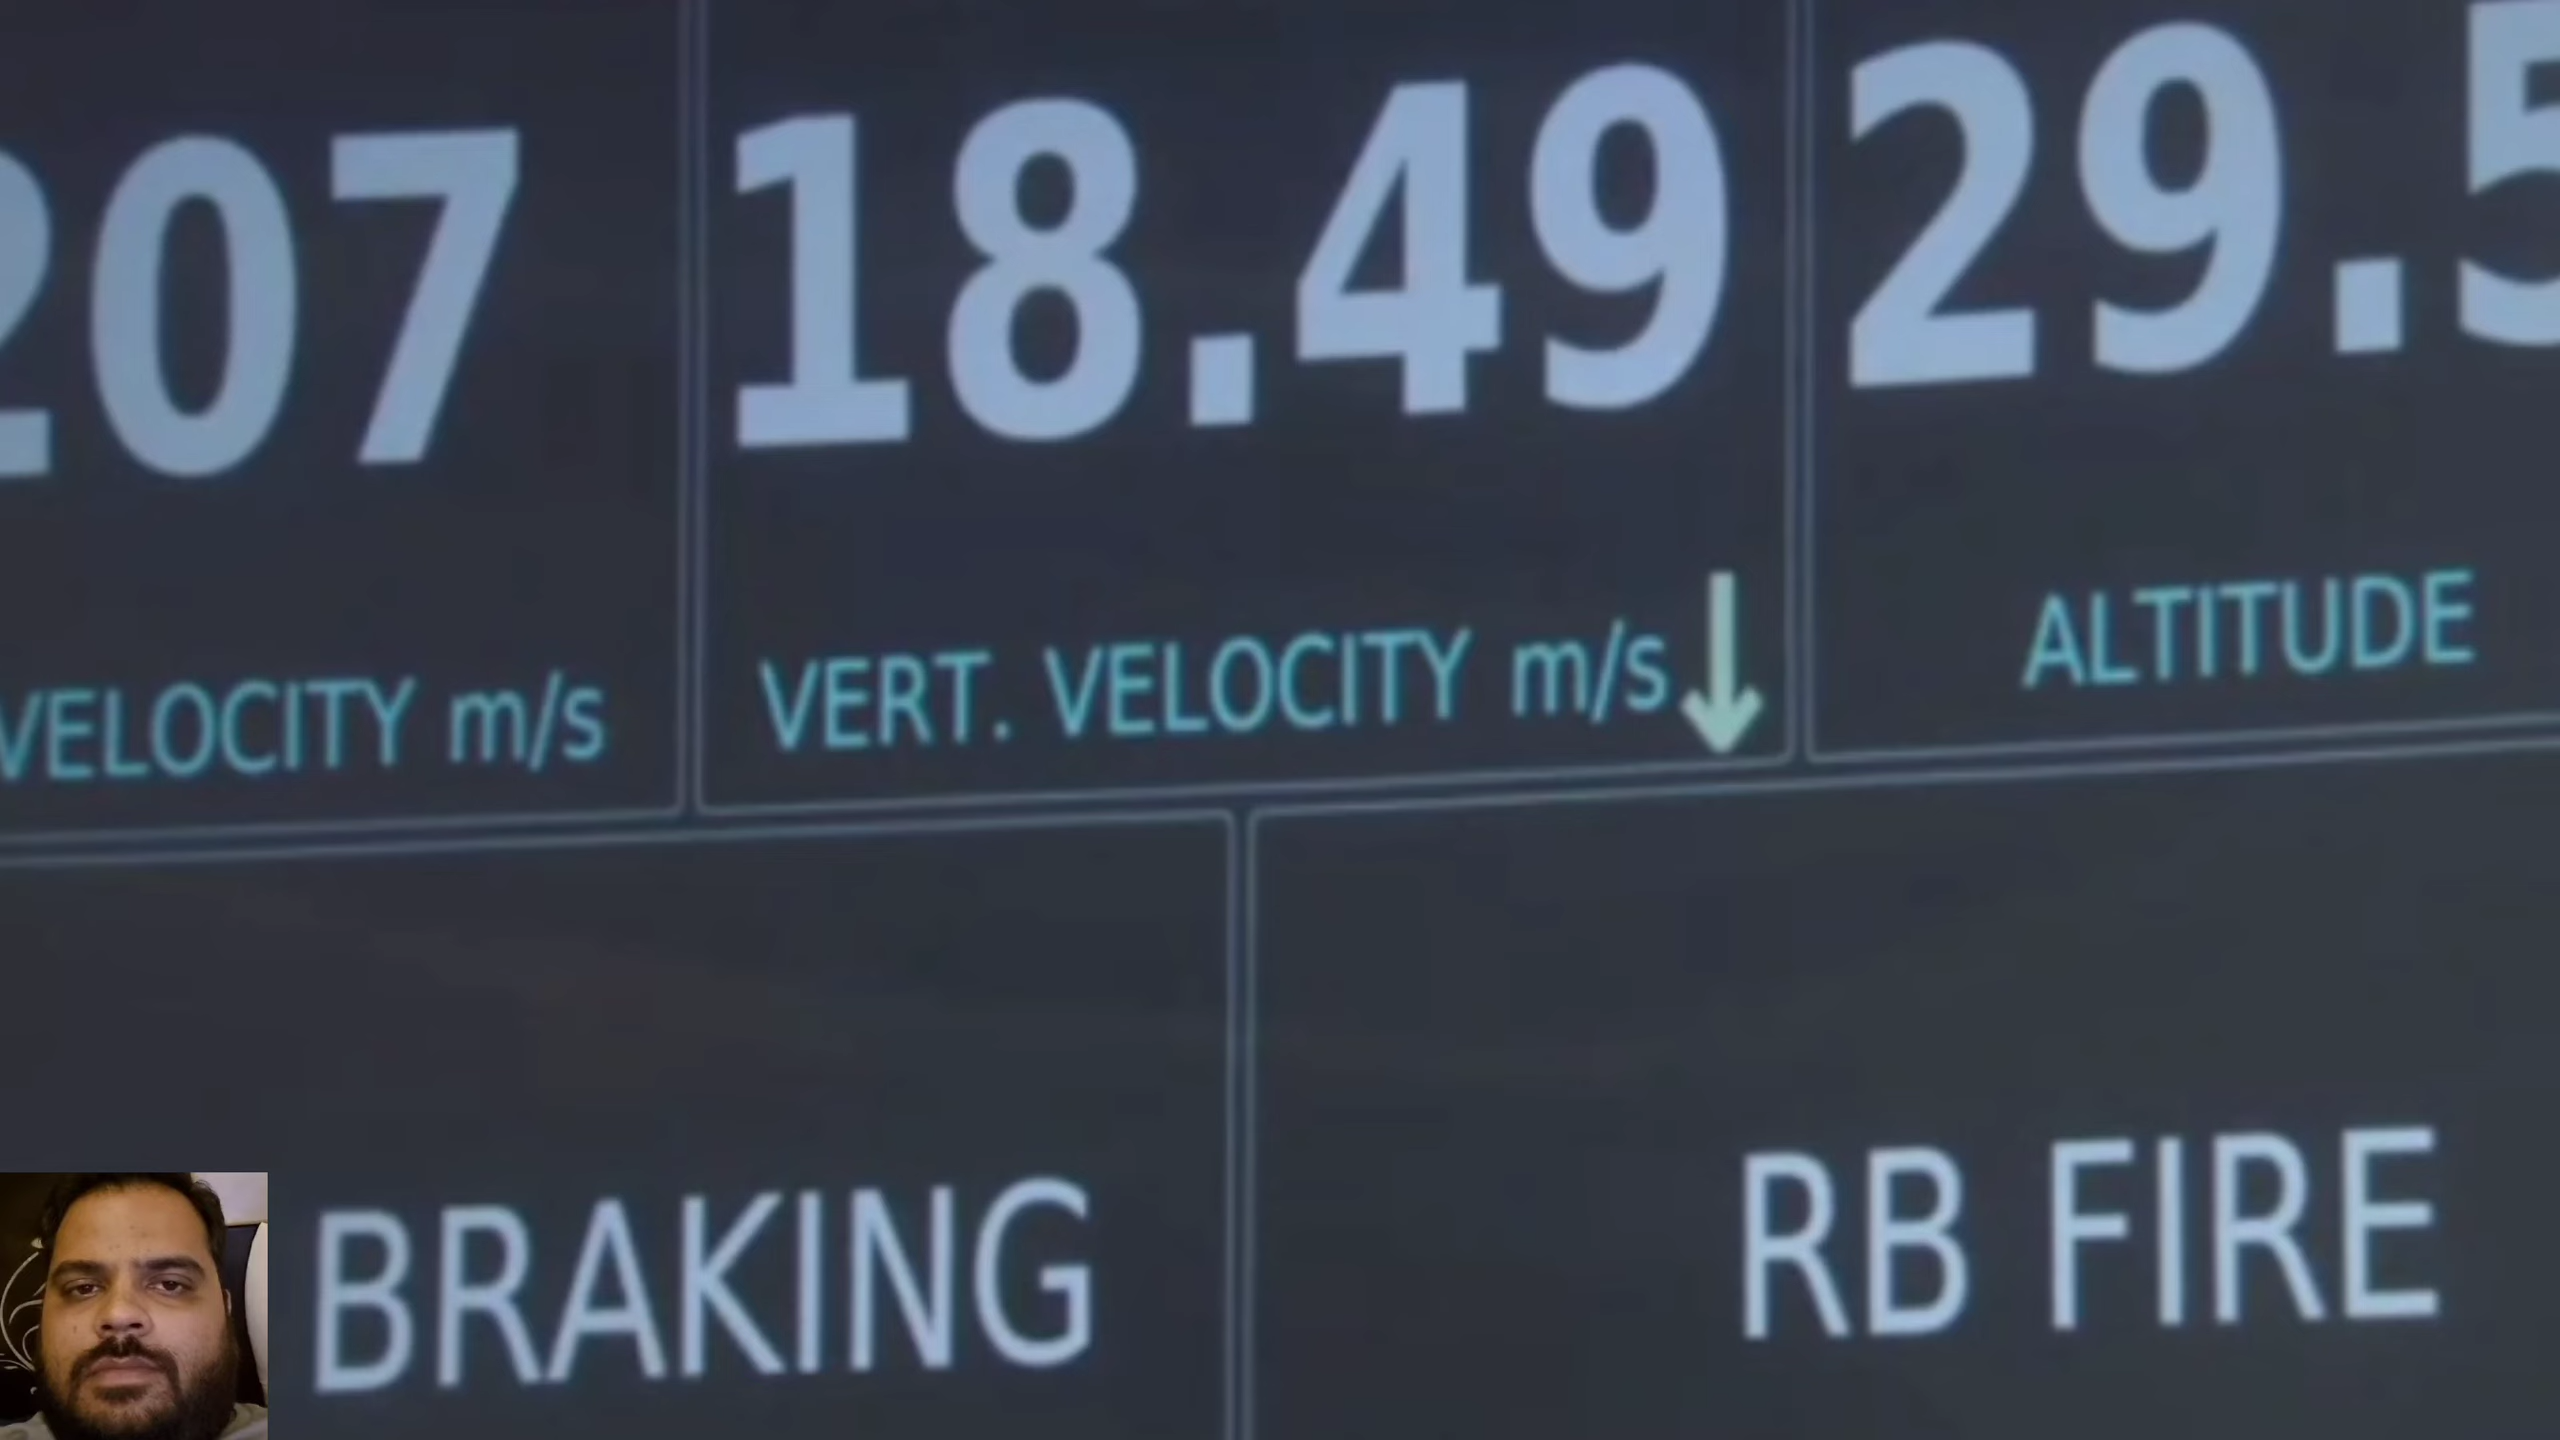 207 18.49 29.5
VELOCITY m/s VERT. VELOCITY m/s ↓ ALTITUDE
BRAKING RB FIRE